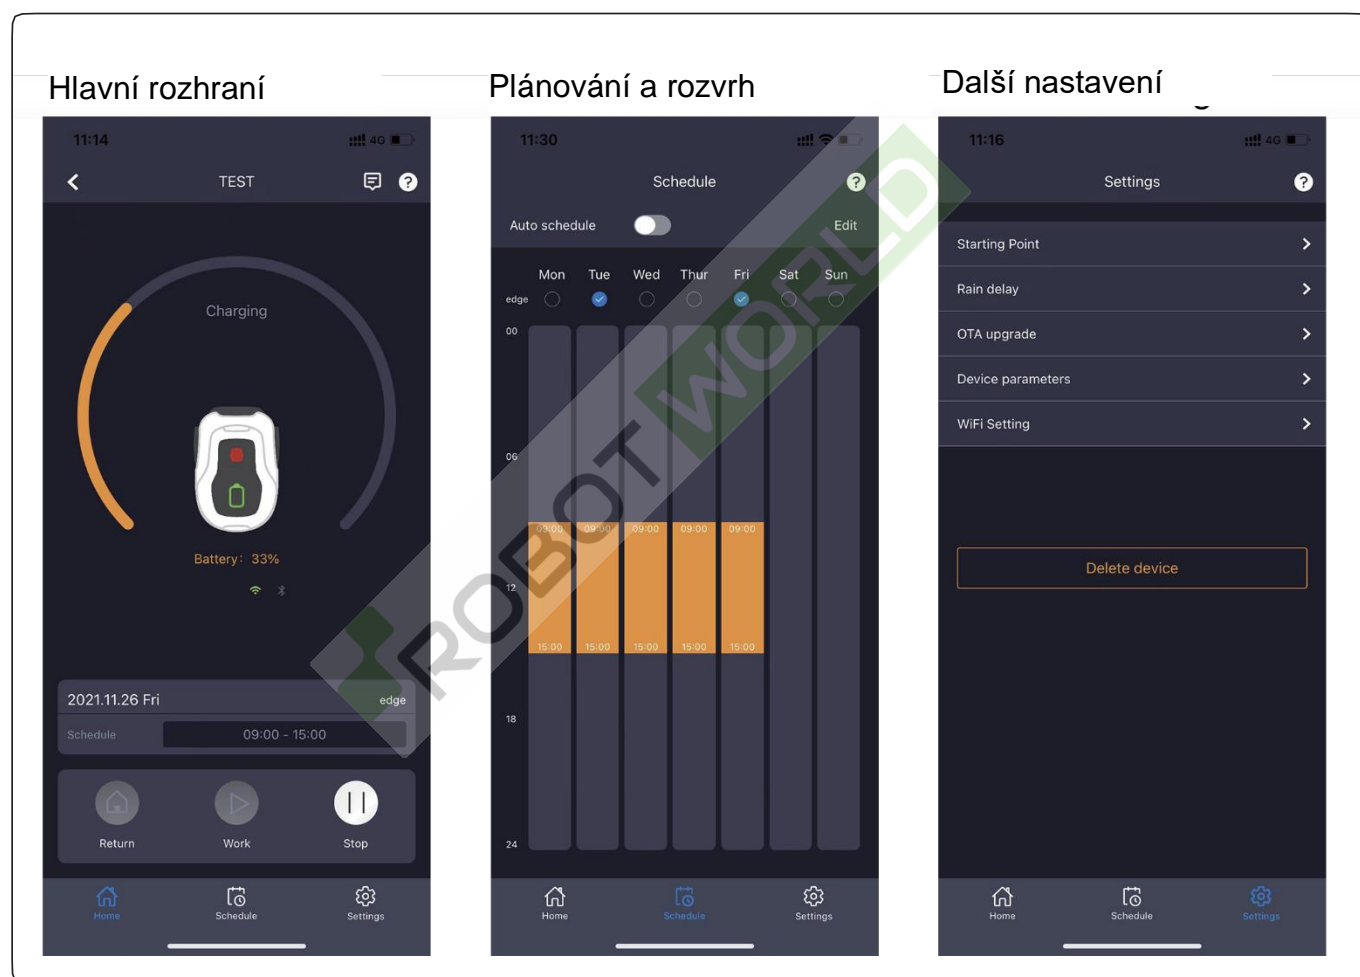 Hlavní rozhraní
11:14
4G
TEST
?
Charging
Battery: 33%
2021.11.26 Fri edge
Schedule 09:00 - 15:00
Return Work Stop
Home Schedule Settings
Plánování a rozvrh
11:30
Schedule
?
Auto schedule Edit
Mon Tue Wed Thur Fri Sat Sun
edge
00
06
09:00 09:00 09:00 09:00 09:00
12
15:00 15:00 15:00 15:00 15:00
18
24
Home Schedule Settings
Další nastavení
11:16
4G
Settings
?
Starting Point
Rain delay
OTA upgrade
Device parameters
WiFi Setting
Delete device
Home Schedule Settings
ROBOTWORLD